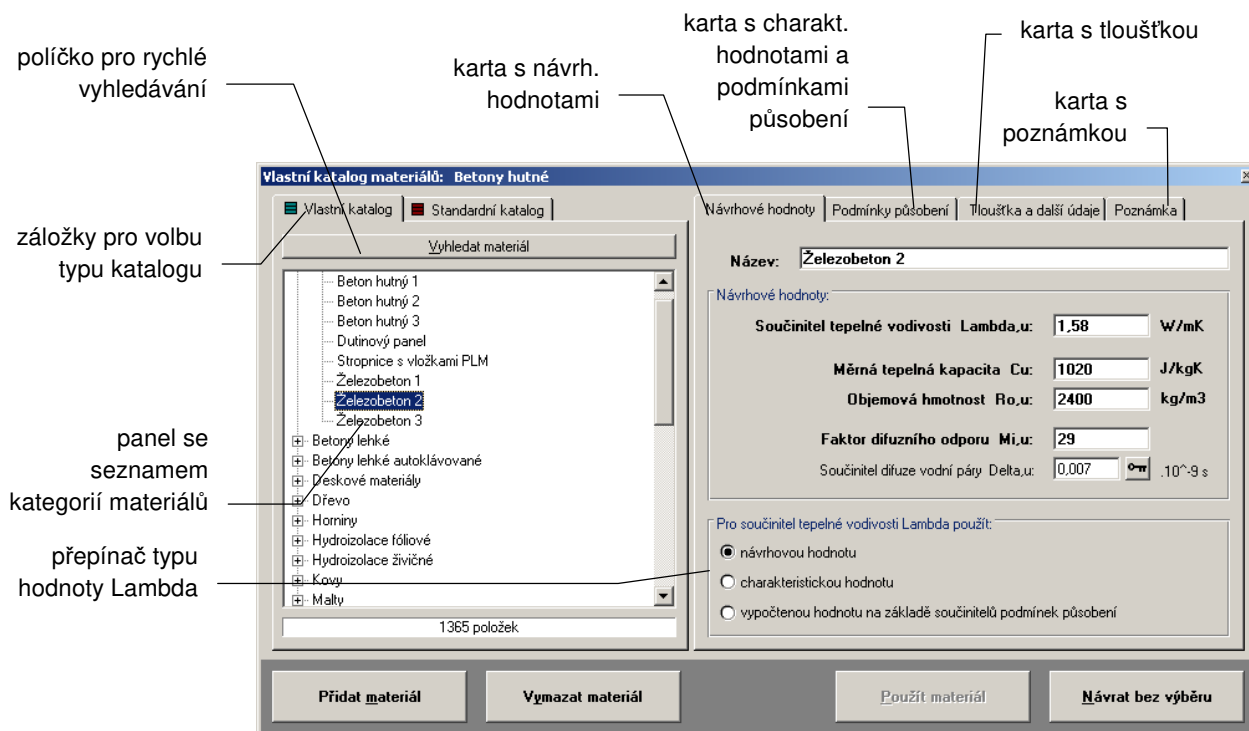 políčko pro rychlé
vyhledávání
karta s návrh.
hodnotami
karta s charakt.
hodnotami a
podmínkami
působení
karta s tloušťkou
karta s
poznámkou
záložky pro volbu
typu katalogu
panel se
seznamem
kategorií materiálů
přepínač typu
hodnoty Lambda
Vlastní katalog materiálů: Betony hutné
Vlastní katalog
Standardní katalog
Vyhledat materiál
Beton hutný 1
Beton hutný 2
Beton hutný 3
Dutinový panel
Stropnice s vložkami PLM
Železobeton 1
Železobeton 2
Železobeton 3
Betony lehké
Betony lehké autoklávované
Deskové materiály
Dřevo
Horniny
Hydroizolace fóliové
Hydroizolace živičné
Kovy
Malty
1365 položek
Návrhové hodnoty
Podmínky působení
Tloušťka a další údaje
Poznámka
Název: Železobeton 2
Návrhové hodnoty:
Součinitel tepelné vodivosti Lambda,u: 1,58 W/mK
Měrná tepelná kapacita Cu: 1020 J/kgK
Objemová hmotnost Ro,u: 2400 kg/m3
Faktor difuzního odporu Mi,u: 29
Součinitel difuze vodní páry Delta,u: 0,007 .10^-9 s
Pro součinitel tepelné vodivosti Lambda použít:
návrhovou hodnotu
charakteristickou hodnotu
vypočtenou hodnotu na základě součinitelů podmínek působení
Přidat materiál
Vymazat materiál
Použít materiál
Návrat bez výběru